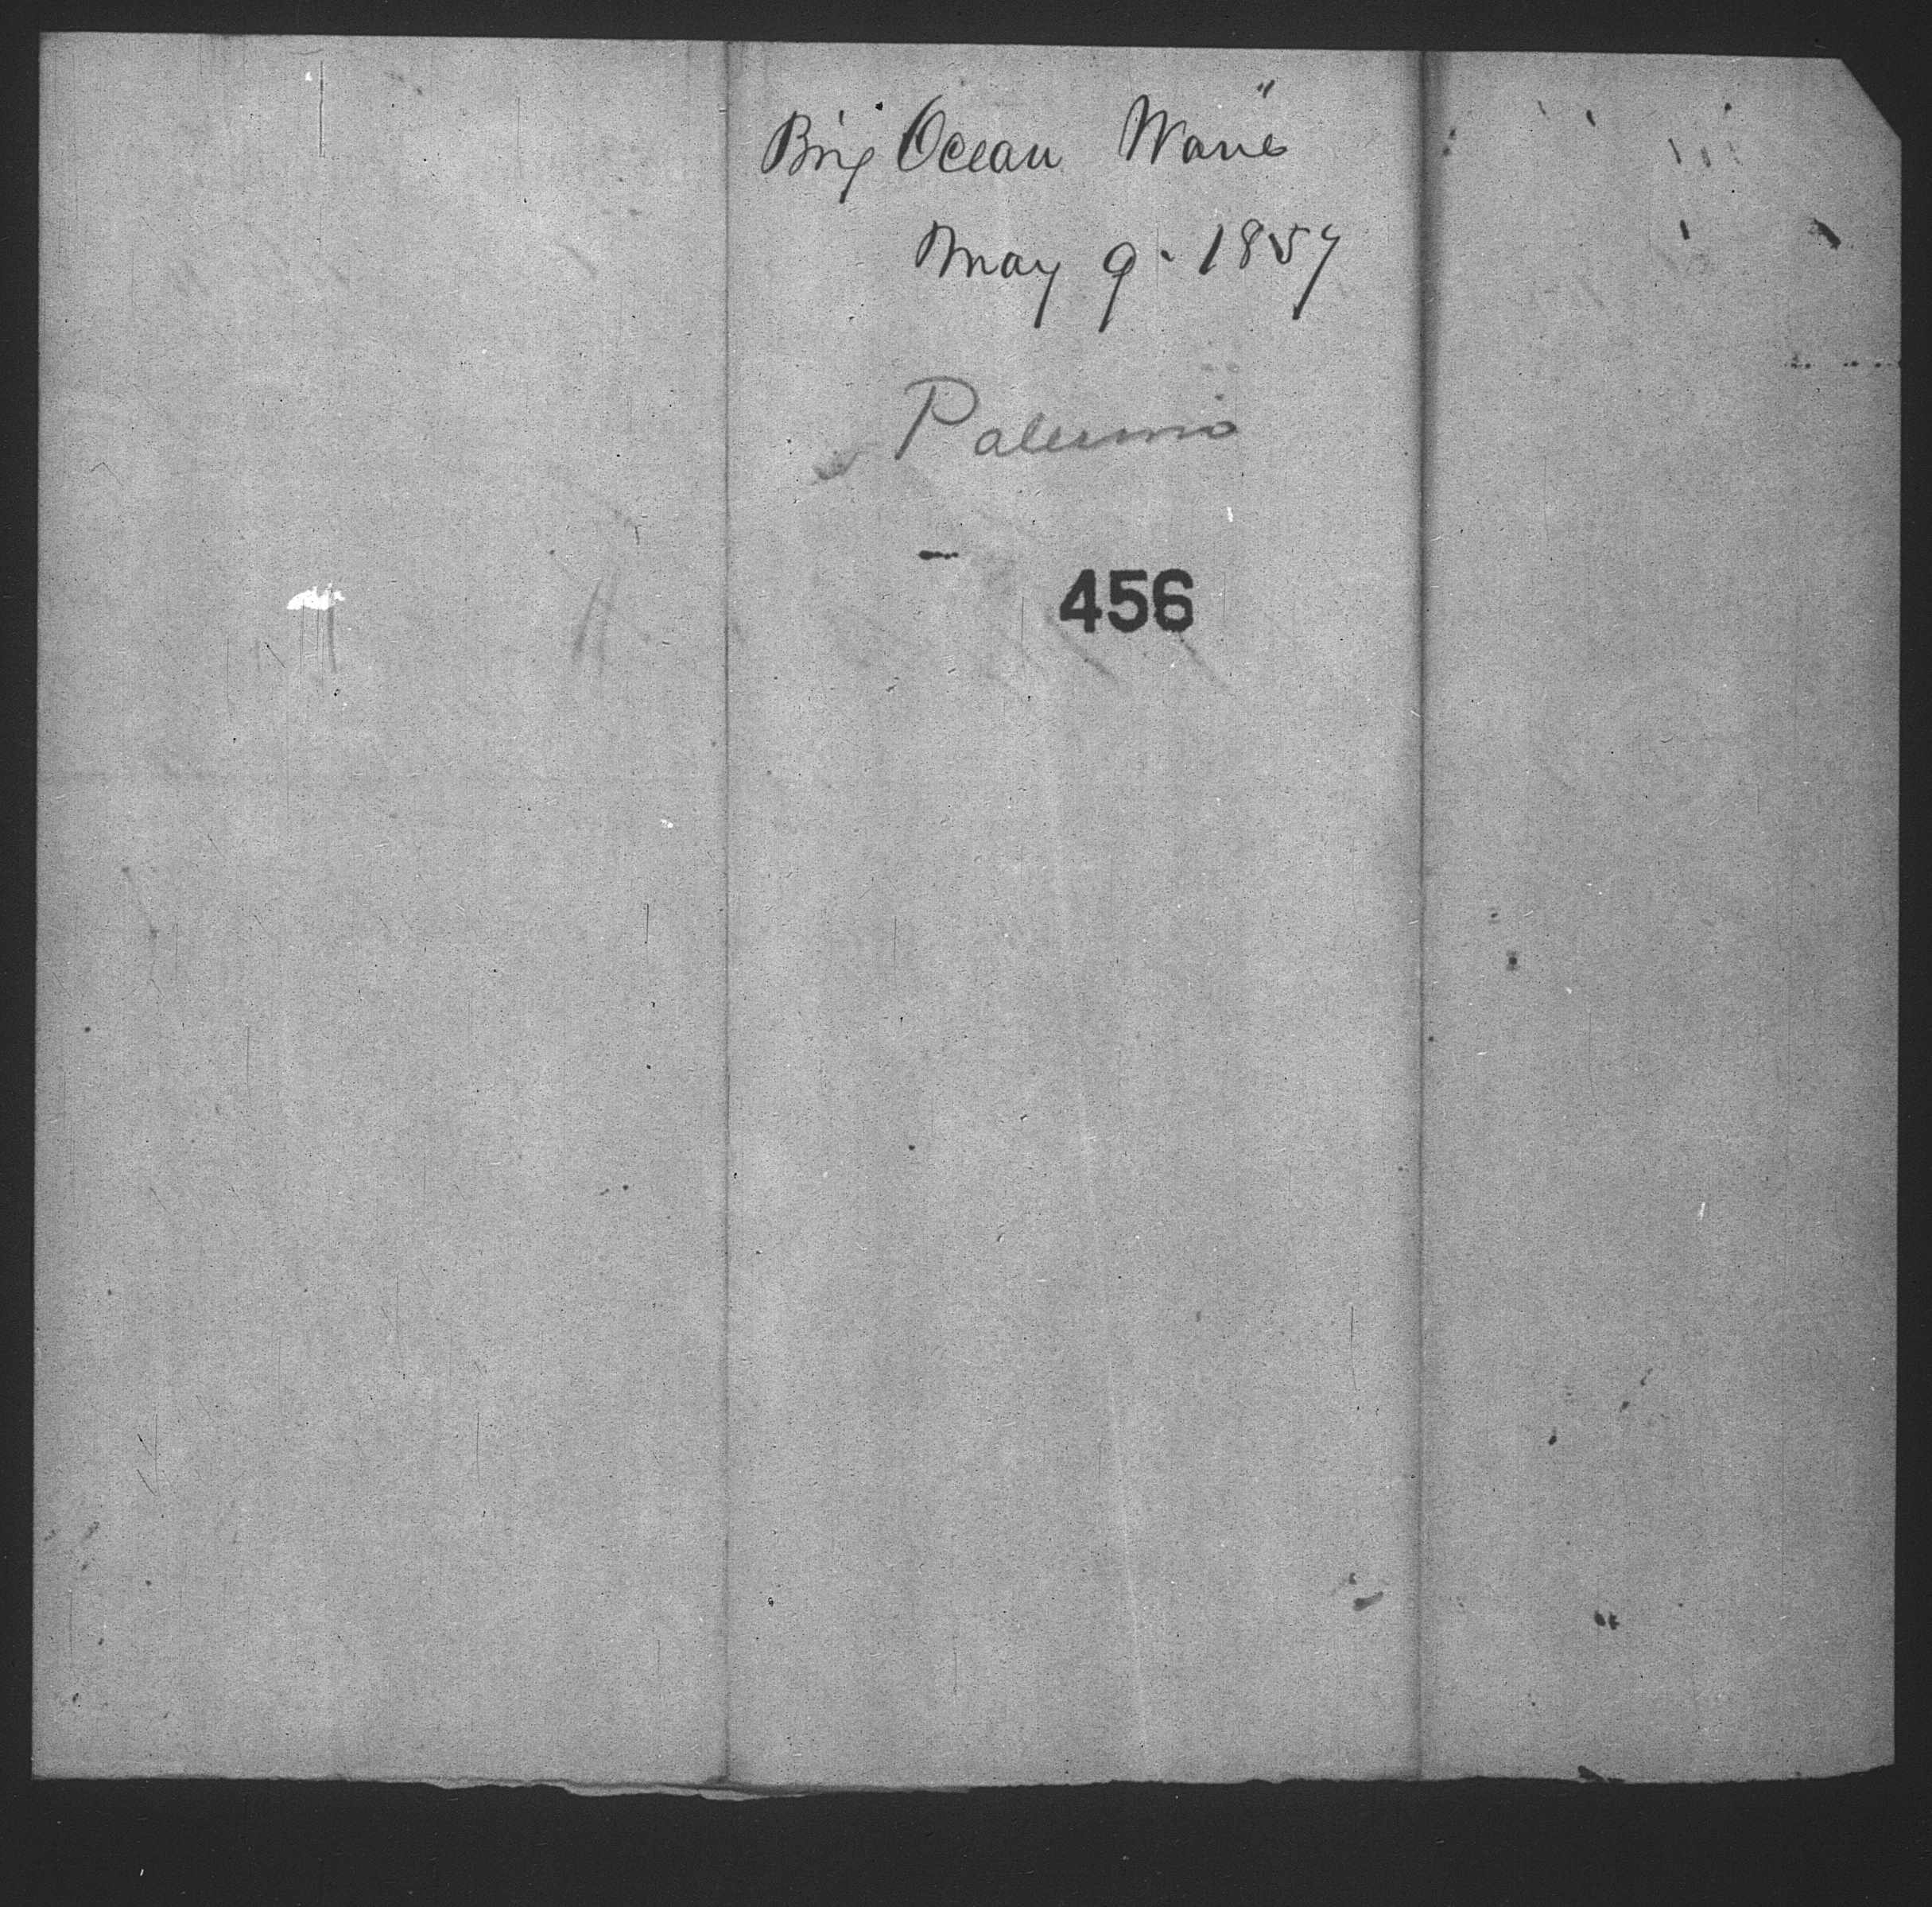 Brig "Ocean Wave"
May 9. 1857
Palermo
456